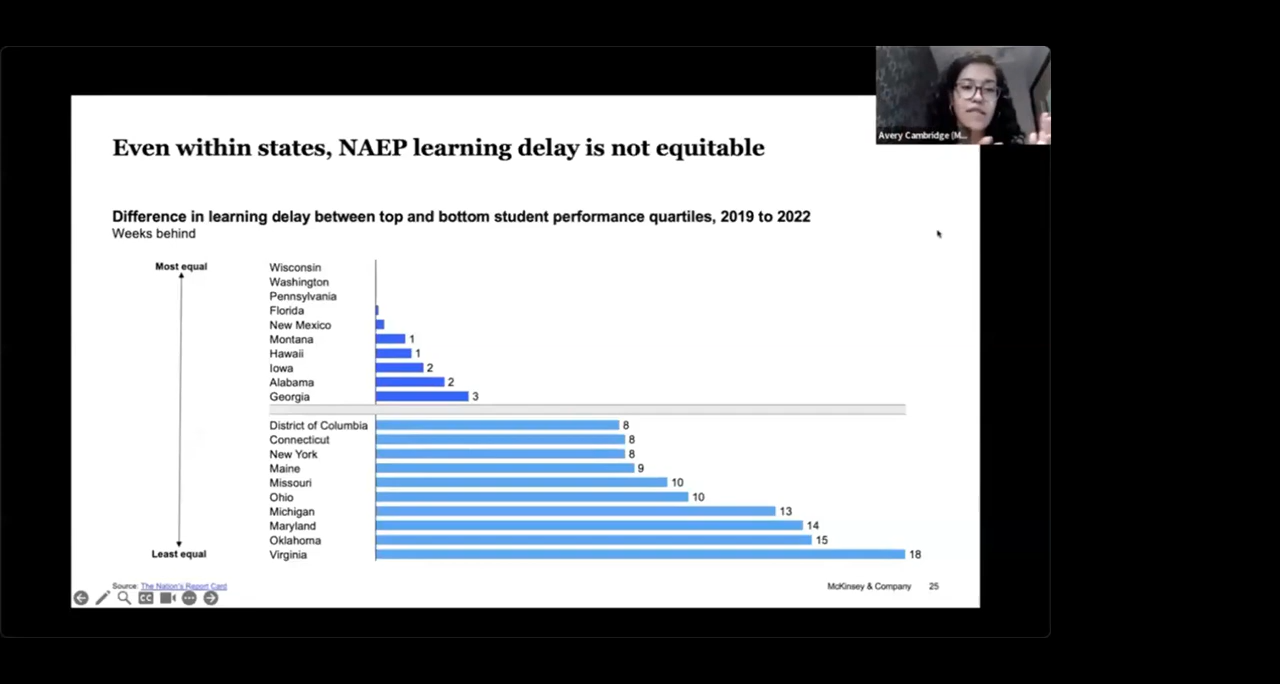 Avery Cambridge (M...
Even within states, NAEP learning delay is not equitable
Difference in learning delay between top and bottom student performance quartiles, 2019 to 2022
Weeks behind
Most equal
Wisconsin
Washington
Pennsylvania
Florida
New Mexico
Montana 1
Hawaii 1
Iowa 2
Alabama 2
Georgia 3
District of Columbia 8
Connecticut 8
New York 8
Maine 9
Missouri 10
Ohio 10
Michigan 13
Maryland 14
Oklahoma 15
Virginia 18
Least equal
Source: The Nation's Report Card
McKinsey & Company 25
CC